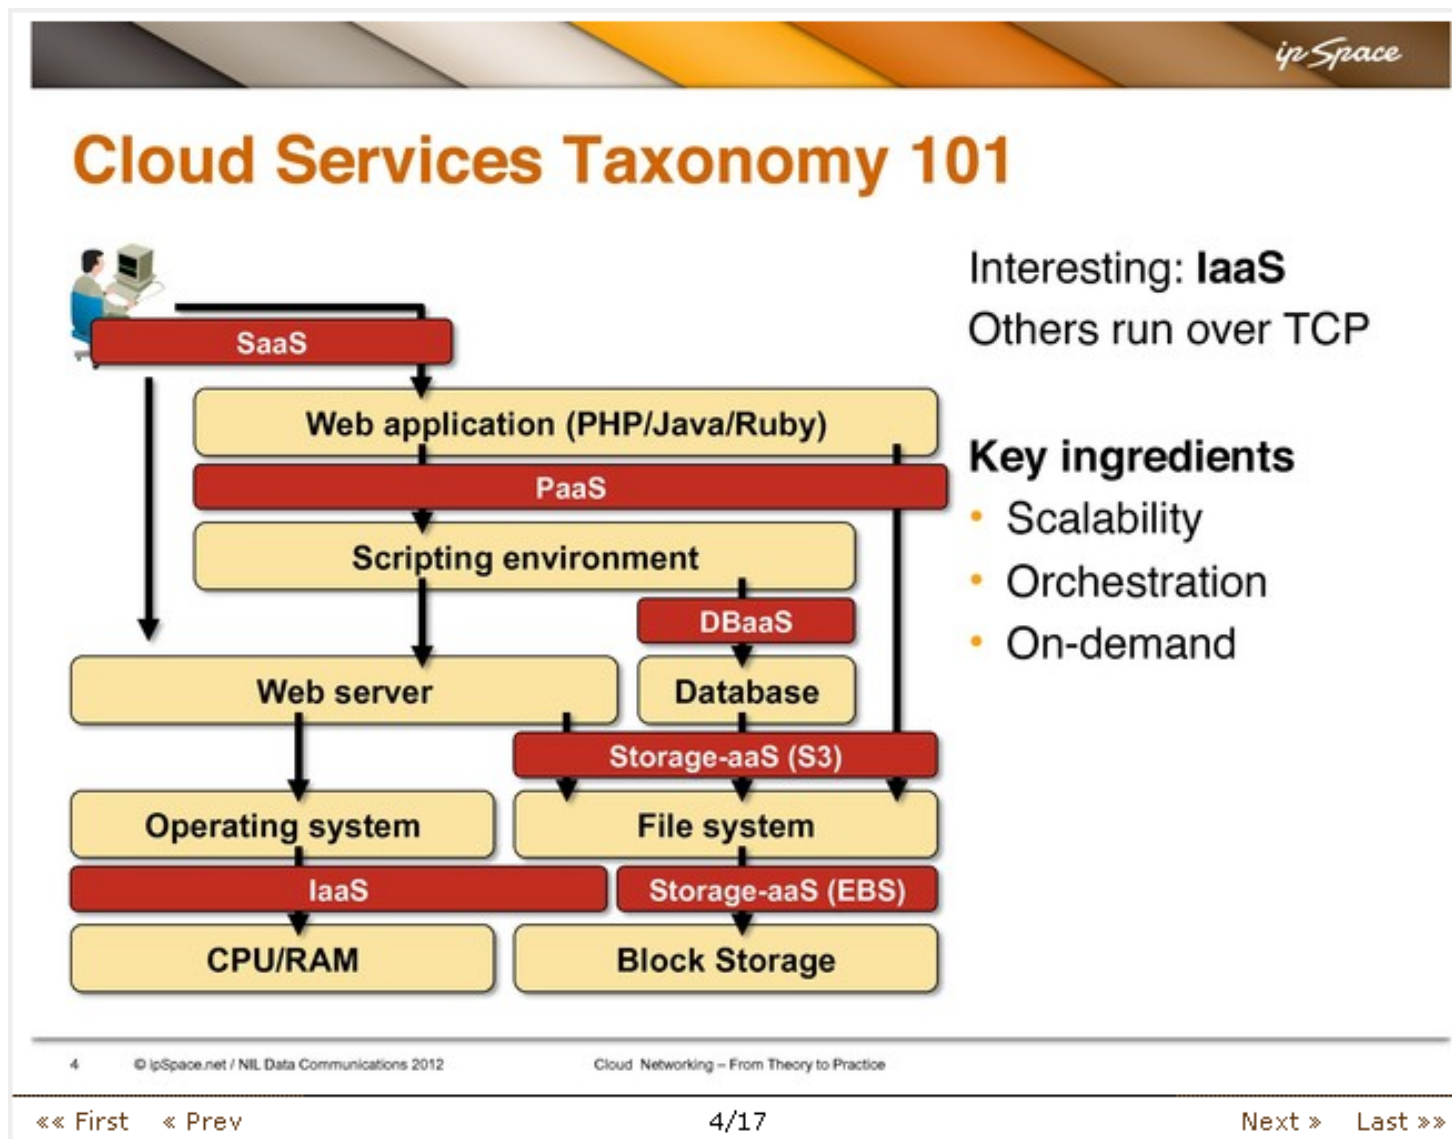 ipSpace
Cloud Services Taxonomy 101
SaaS
Web application (PHP/Java/Ruby)
PaaS
Scripting environment
DBaaS
Web server
Database
Storage-aaS (S3)
Operating system
File system
IaaS
Storage-aaS (EBS)
CPU/RAM
Block Storage
Interesting: IaaS
Others run over TCP
Key ingredients
• Scalability
• Orchestration
• On-demand
4 © ipSpace.net / NIL Data Communications 2012 Cloud Networking – From Theory to Practice
«« First « Prev 4/17 Next » Last »»